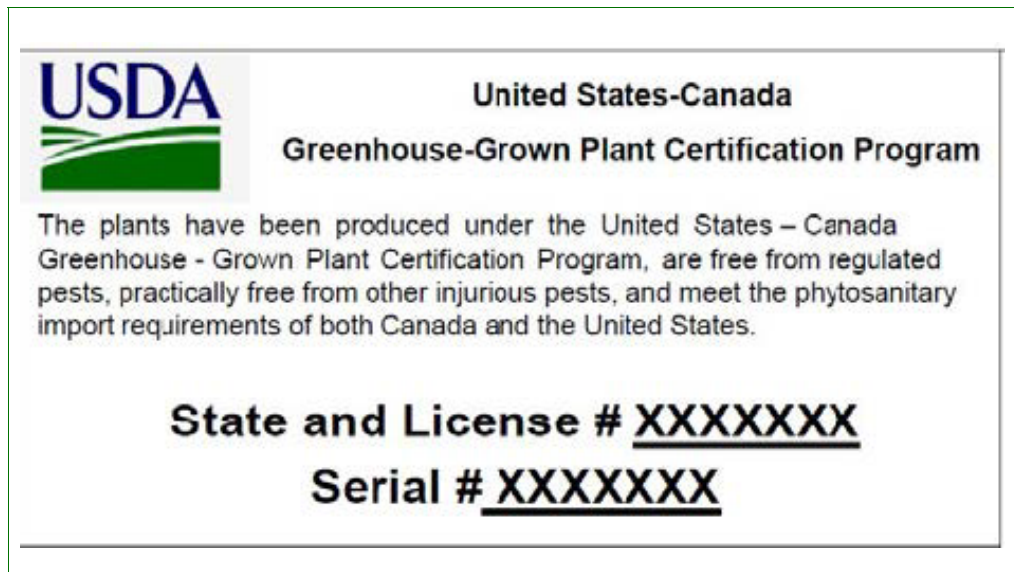 USDA
United States-Canada
Greenhouse-Grown Plant Certification Program
The plants have been produced under the United States – Canada
Greenhouse - Grown Plant Certification Program, are free from regulated
pests, practically free from other injurious pests, and meet the phytosanitary
import requirements of both Canada and the United States.
State and License # XXXXXXX
Serial # XXXXXXX